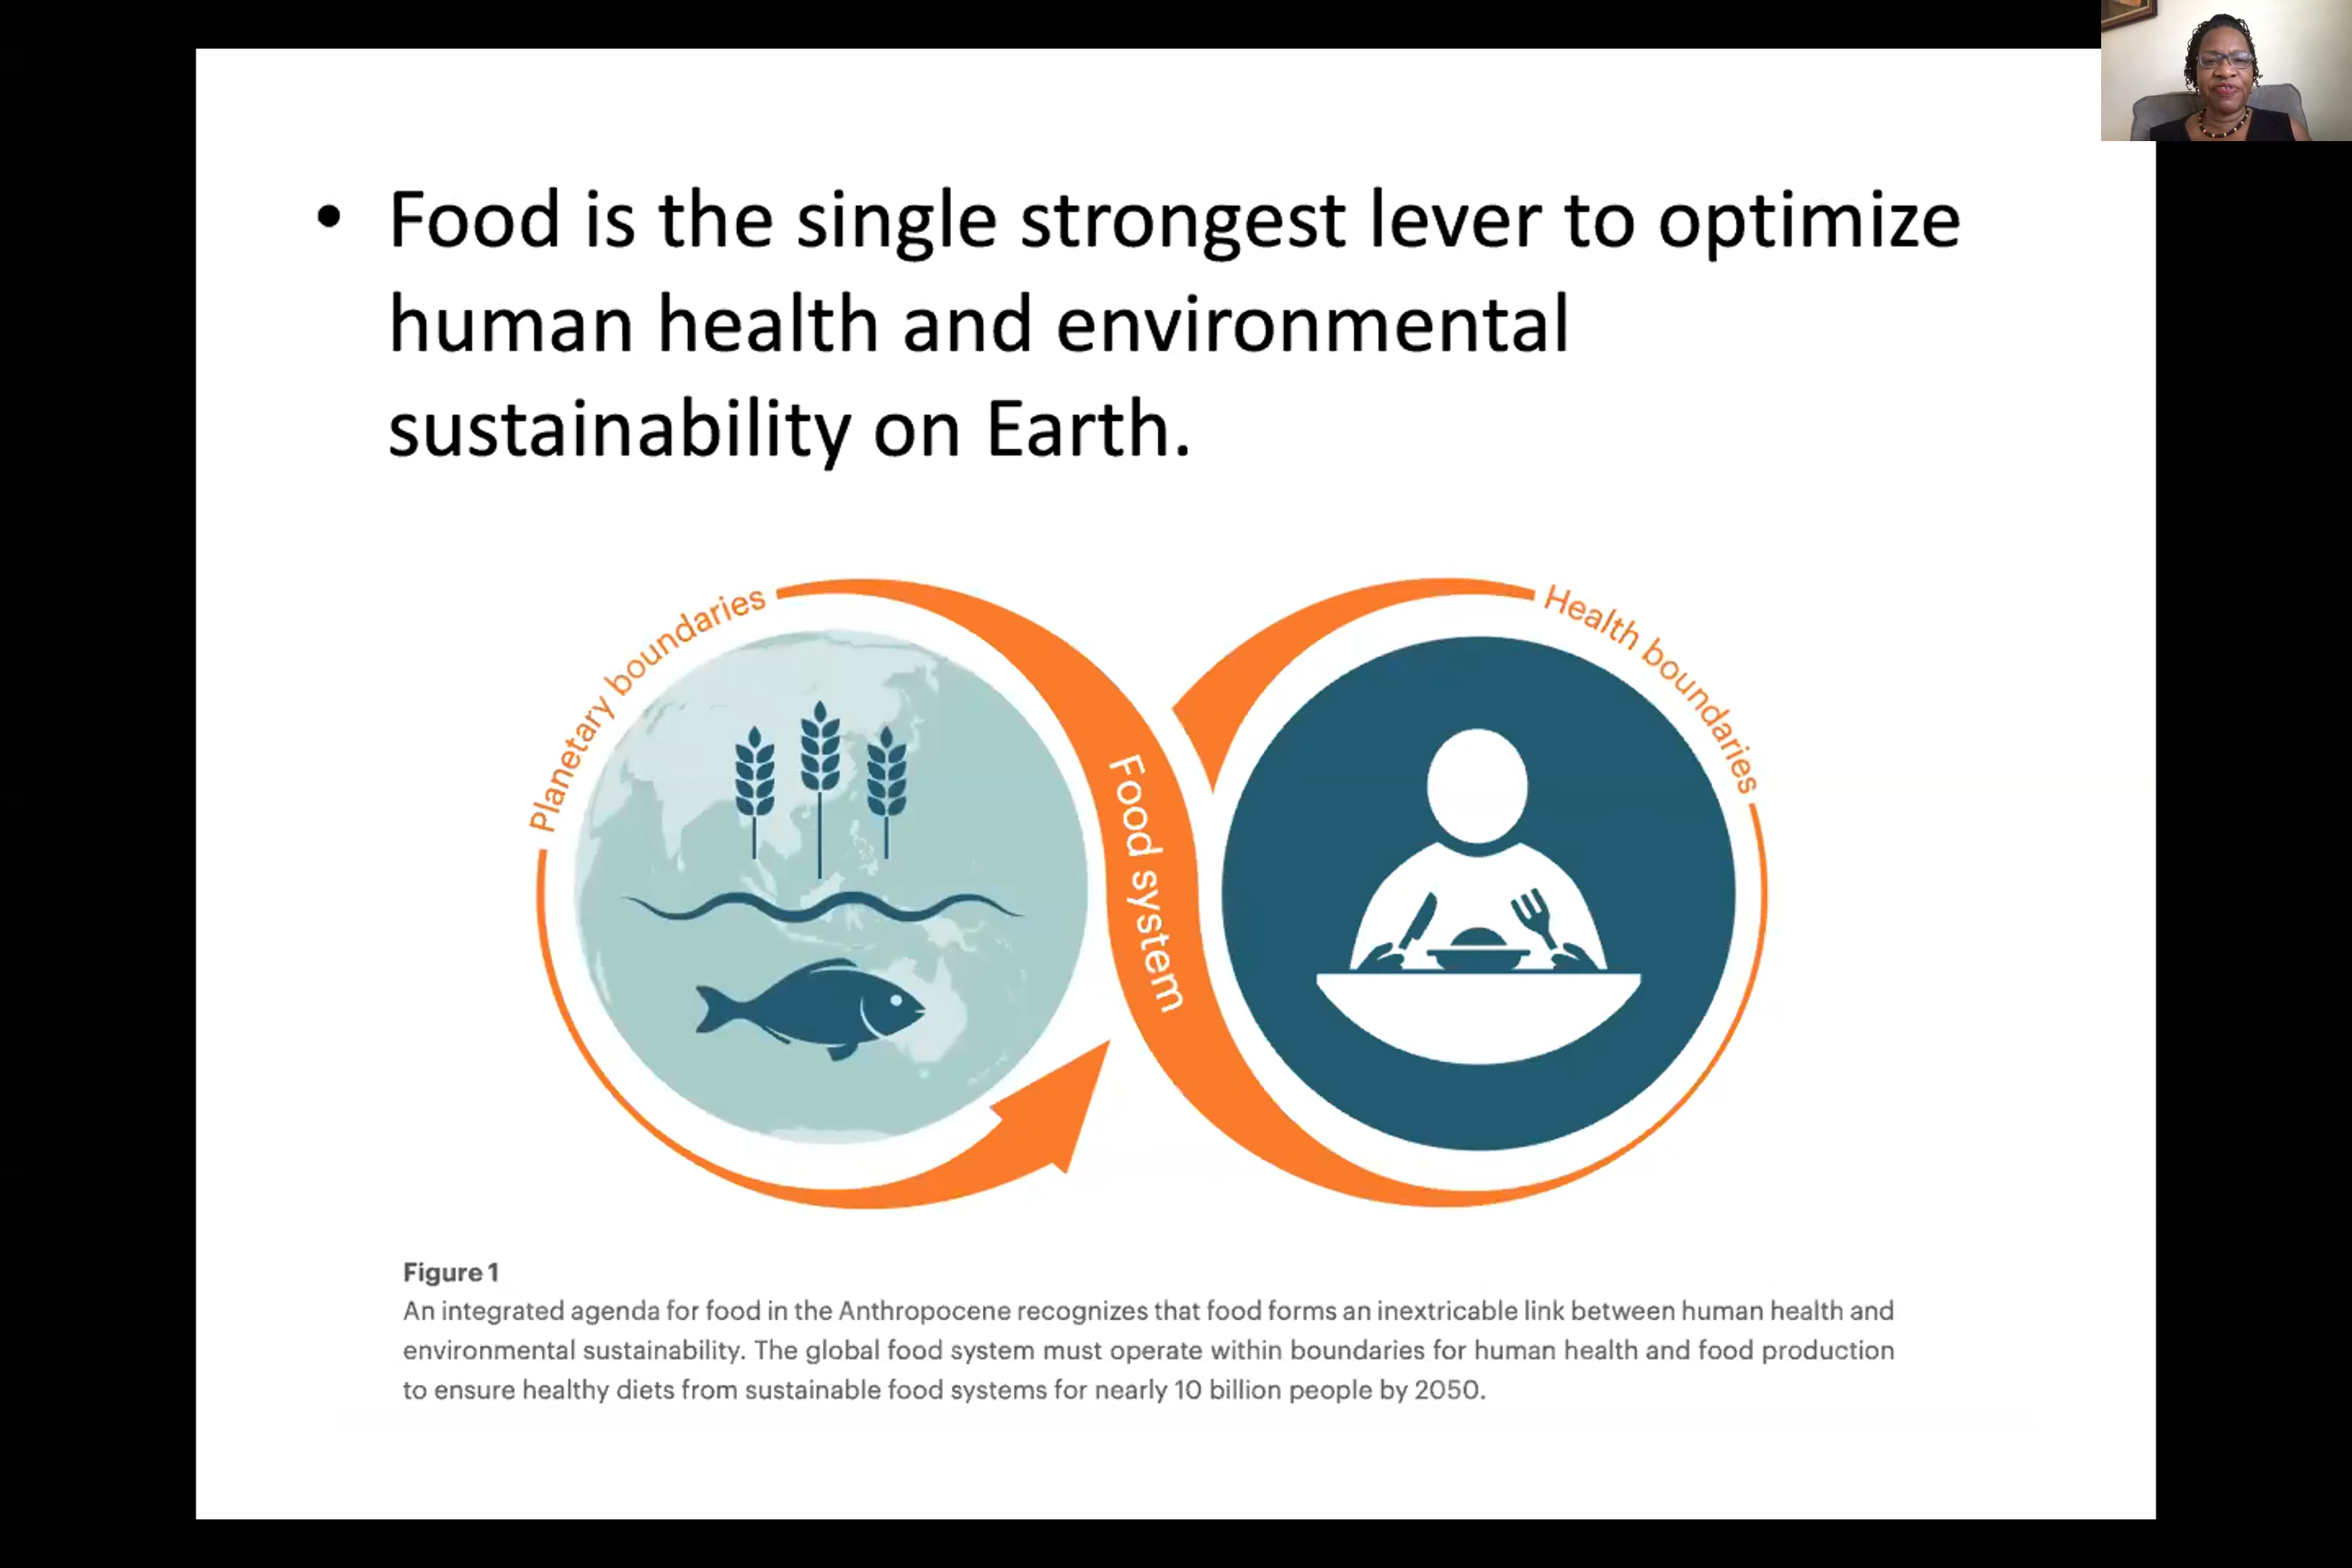 • Food is the single strongest lever to optimize
human health and environmental
sustainability on Earth.
Planetary boundaries
Food system
Health boundaries
Figure 1
An integrated agenda for food in the Anthropocene recognizes that food forms an inextricable link between human health and
environmental sustainability. The global food system must operate within boundaries for human health and food production
to ensure healthy diets from sustainable food systems for nearly 10 billion people by 2050.